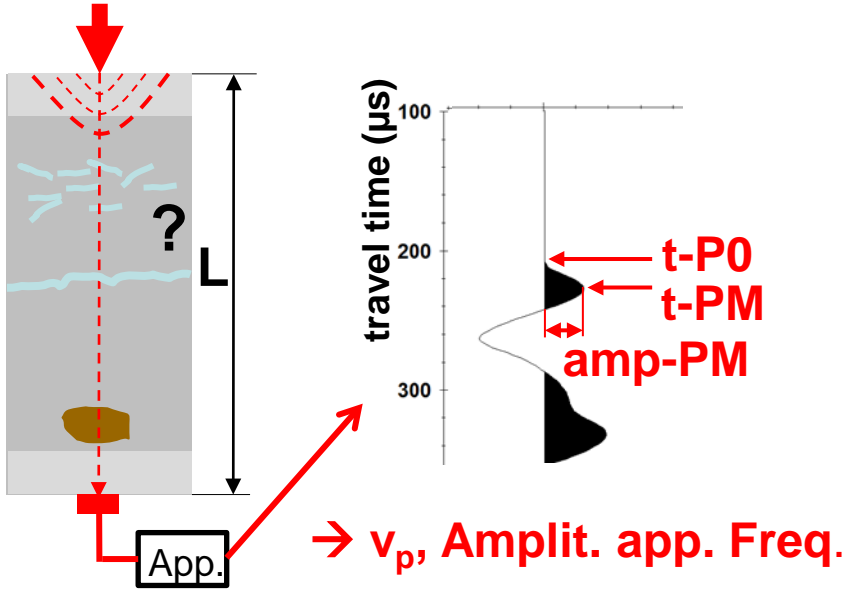 ?
L
App.
travel time (µs)
100
200
300
t-P0
t-PM
amp-PM
→ vₚ, Amplit. app. Freq.